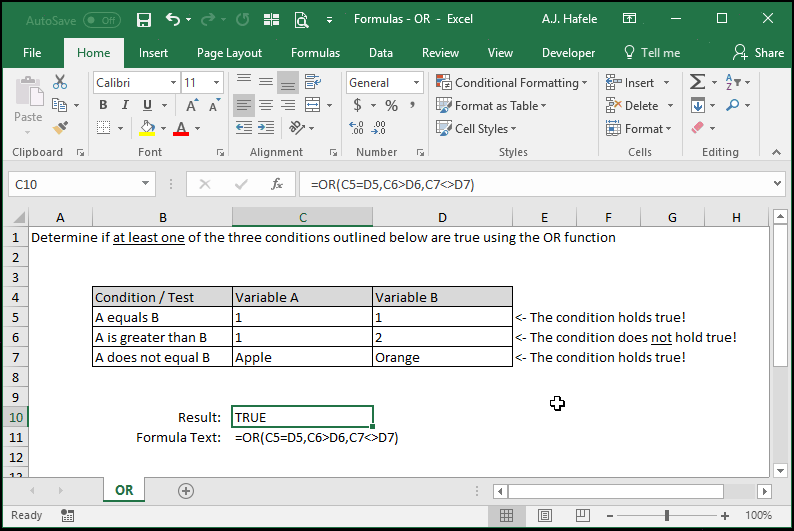 AutoSave Off Formulas - OR - Excel A.J. Hafele
File Home Insert Page Layout Formulas Data Review View Developer Tell me Share
Paste
Calibri 11
B I U
A A
A
General
$ % ,
Conditional Formatting
Format as Table
Cell Styles
Insert
Delete
Format
Clipboard Font Alignment Number Styles Cells Editing
C10 fx =OR(C5=D5,C6>D6,C7<>D7)
A B C D E F G H
1 Determine if at least one of the three conditions outlined below are true using the OR function
2
3
4 Condition / Test Variable A Variable B
5 A equals B 1 1 <- The condition holds true!
6 A is greater than B 1 2 <- The condition does not hold true!
7 A does not equal B Apple Orange <- The condition holds true!
8
9
10 Result: TRUE
11 Formula Text: =OR(C5=D5,C6>D6,C7<>D7)
12
13
OR
Ready 100%